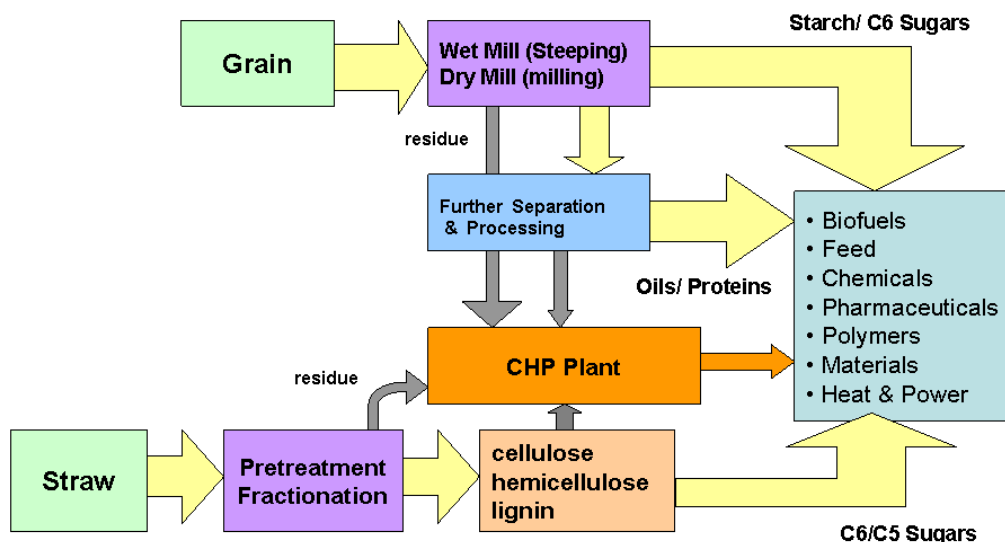 Starch/ C6 Sugars
Grain
Wet Mill (Steeping)
Dry Mill (milling)
residue
Further Separation
& Processing
Oils/ Proteins
• Biofuels
• Feed
• Chemicals
• Pharmaceuticals
• Polymers
• Materials
• Heat & Power
CHP Plant
residue
Straw
Pretreatment
Fractionation
cellulose
hemicellulose
lignin
C6/C5 Sugars